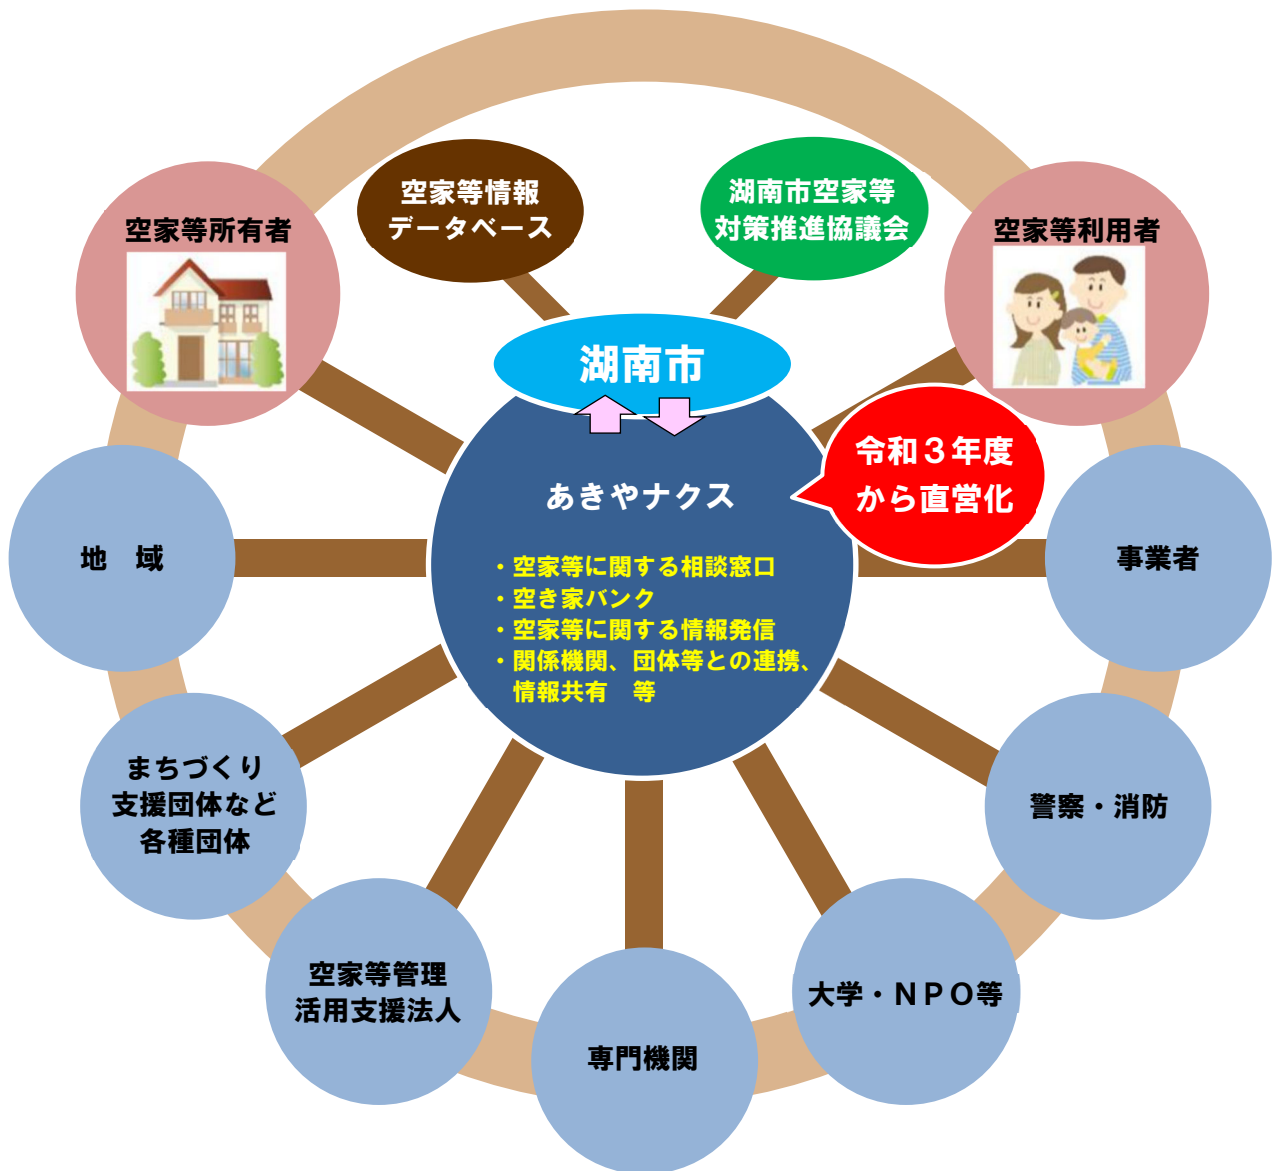 空家等情報
データベース
湖南市空家等
対策推進協議会
空家等所有者
空家等利用者
湖南市
令和３年度
から直営化
あきやナクス
・空家等に関する相談窓口
・空き家バンク
・空家等に関する情報発信
・関係機関、団体等との連携、
情報共有　等
地　域
事業者
まちづくり
支援団体など
各種団体
警察・消防
空家等管理
活用支援法人
大学・ＮＰＯ等
専門機関